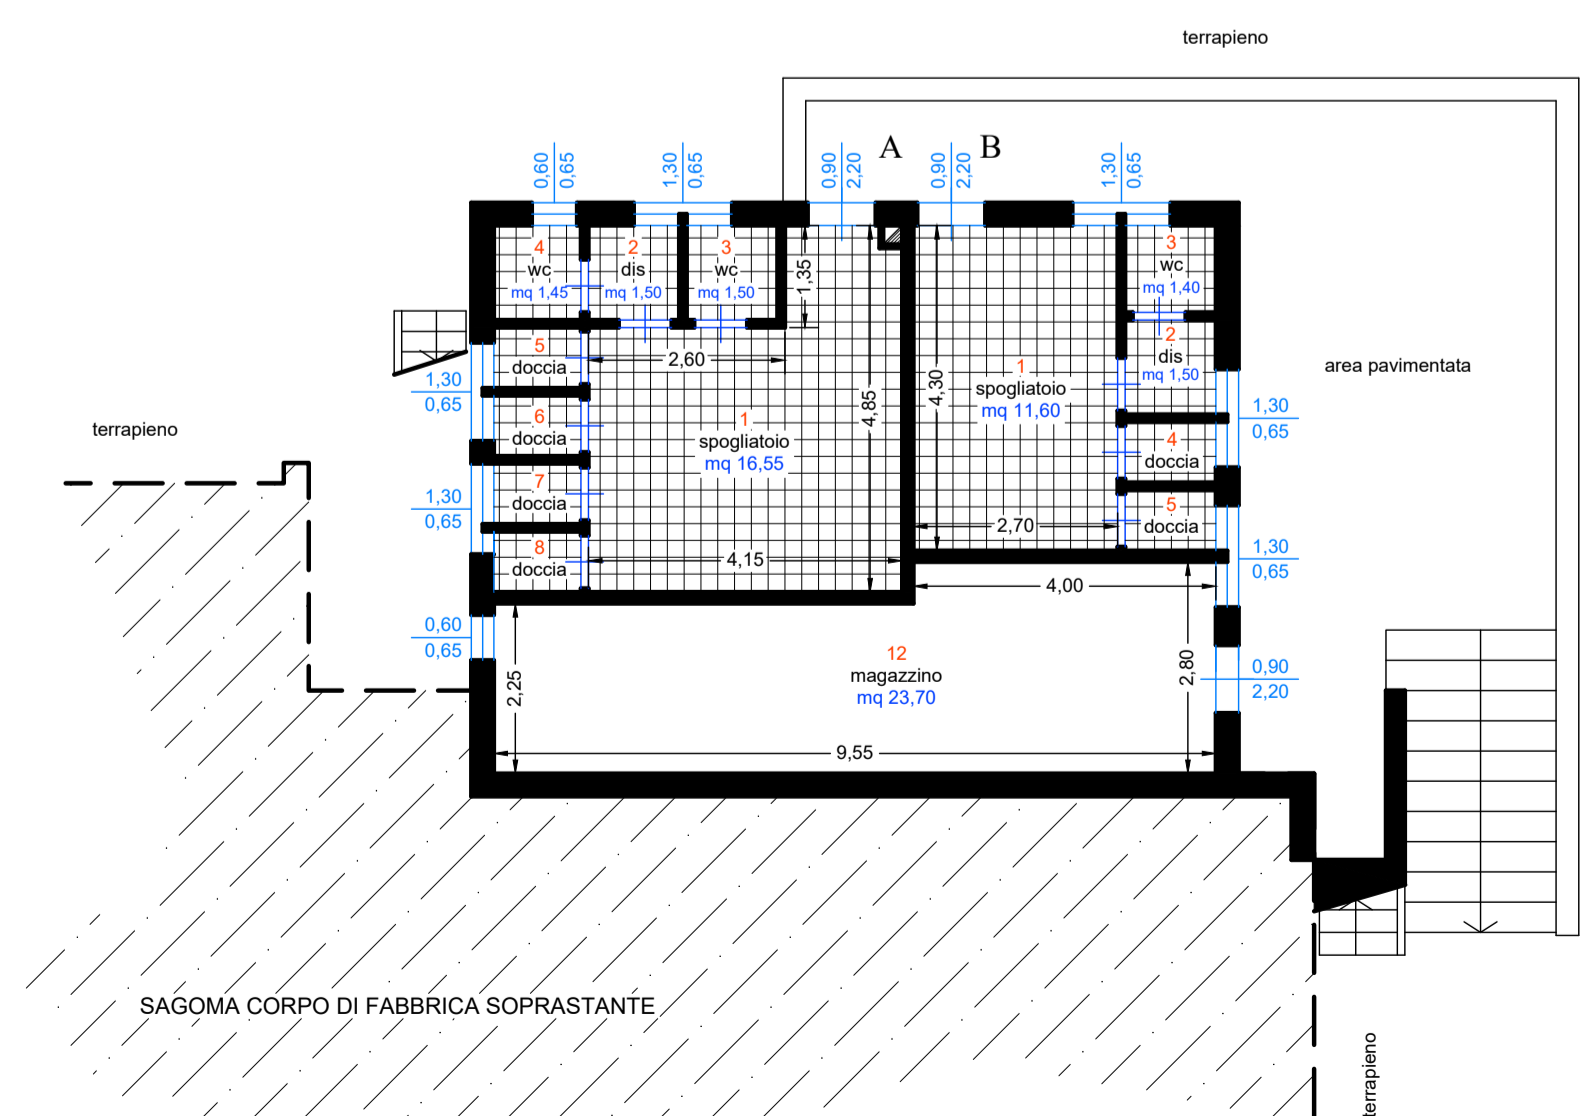 terrapieno
A
B
0,60
0,65
1,30
0,65
0,90
2,20
0,90
2,20
1,30
0,65
4
wc
mq 1,45
2
dis
mq 1,50
3
wc
mq 1,50
1,35
3
wc
mq 1,40
5
doccia
2,60
2
dis
mq 1,50
area pavimentata
1,30
0,65
4,85
4,30
1
spogliatoio
mq 11,60
1,30
0,65
terrapieno
6
doccia
1
spogliatoio
mq 16,55
4
doccia
7
doccia
1,30
0,65
2,70
5
doccia
8
doccia
4,15
1,30
0,65
4,00
0,60
0,65
2,25
12
magazzino
mq 23,70
2,80
0,90
2,20
9,55
SAGOMA CORPO DI FABBRICA SOPRASTANTE
terrapieno